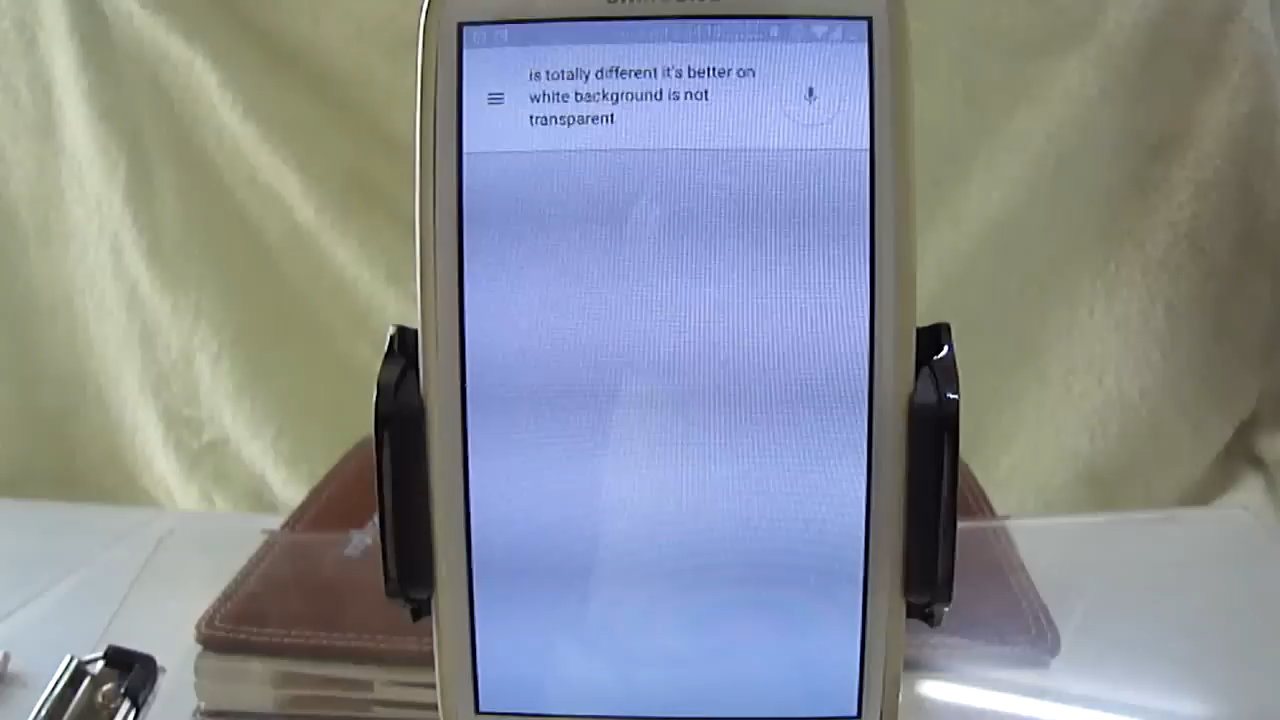 is totally different it's better on
white background is not
transparent